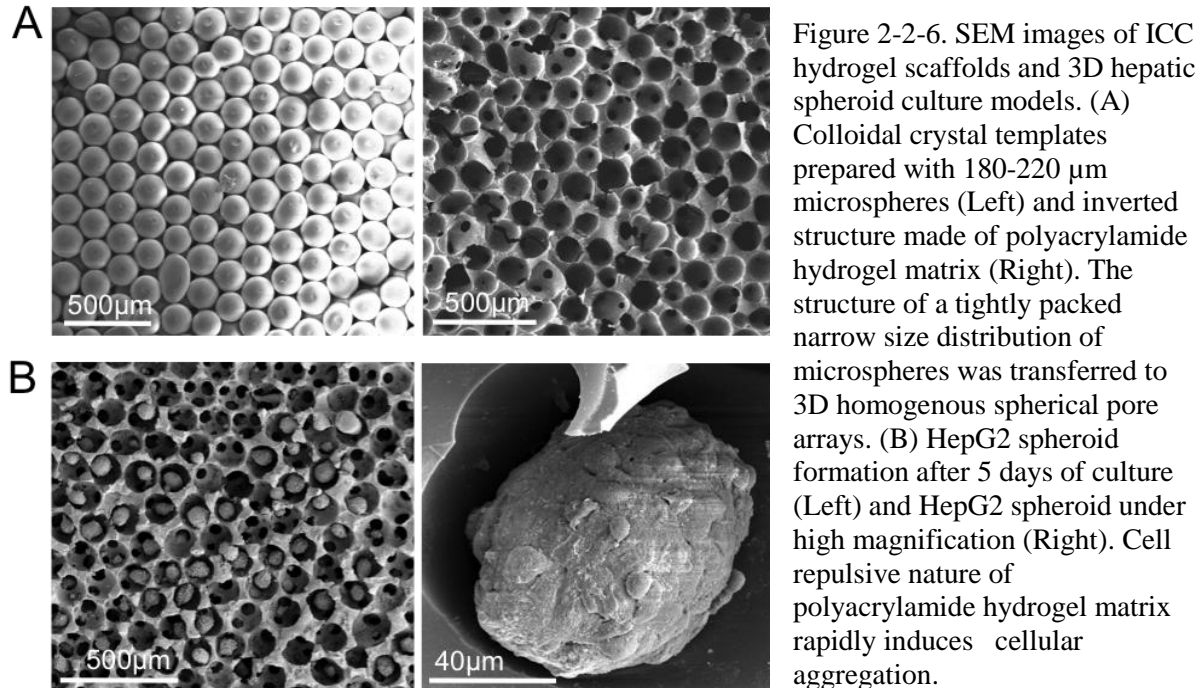 A
500µm
500µm
B
500µm
40µm
Figure 2-2-6. SEM images of ICC
hydrogel scaffolds and 3D hepatic
spheroid culture models. (A)
Colloidal crystal templates
prepared with 180-220 µm
microspheres (Left) and inverted
structure made of polyacrylamide
hydrogel matrix (Right). The
structure of a tightly packed
narrow size distribution of
microspheres was transferred to
3D homogenous spherical pore
arrays. (B) HepG2 spheroid
formation after 5 days of culture
(Left) and HepG2 spheroid under
high magnification (Right). Cell
repulsive nature of
polyacrylamide hydrogel matrix
rapidly induces   cellular
aggregation.